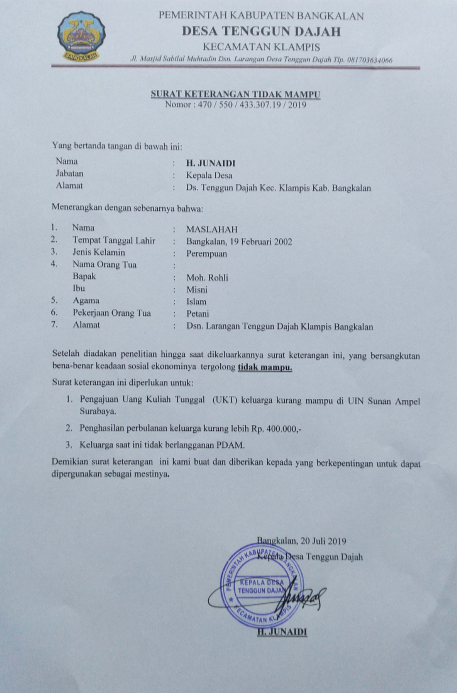 PEMERINTAH KABUPATEN BANGKALAN
DESA TENGGUN DAJAH
KECAMATAN KLAMPIS
Jl. Masjid Sabilal Muhtadin Dsn. Larangan Desa Tenggun Dajah Tlp. 081703634066
BANGKALAN
SURAT KETERANGAN TIDAK MAMPU
Nomor : 470 / 550 / 433.307.19 / 2019
Yang bertanda tangan di bawah ini:
Nama : H. JUNAIDI
Jabatan : Kepala Desa
Alamat : Ds. Tenggun Dajah Kec. Klampis Kab. Bangkalan
Menerangkan dengan sebenarnya bahwa:
1. Nama : MASLAHAH
2. Tempat Tanggal Lahir : Bangkalan, 19 Februari 2002
3. Jenis Kelamin : Perempuan
4. Nama Orang Tua :
Bapak : Moh. Rohli
Ibu : Misni
5. Agama : Islam
6. Pekerjaan Orang Tua : Petani
7. Alamat : Dsn. Larangan Tenggun Dajah Klampis Bangkalan
Setelah diadakan penelitian hingga saat dikeluarkannya surat keterangan ini, yang bersangkutan
bena-benar keadaan sosial ekonominya tergolong tidak mampu.
Surat keterangan ini diperlukan untuk:
1. Pengajuan Uang Kuliah Tunggal (UKT) keluarga kurang mampu di UIN Sunan Ampel
Surabaya.
2. Penghasilan perbulanan keluarga kurang lebih Rp. 400.000,-
3. Keluarga saat ini tidak berlangganan PDAM.
Demikian surat keterangan ini kami buat dan diberikan kepada yang berkepentingan untuk dapat
dipergunakan sebagai mestinya.
Bangkalan, 20 Juli 2019
Kepala Desa Tenggun Dajah
PEMERINTAH KABUPATEN BANGKALAN
KEPALA DESA
TENGGUN DAJAH
KECAMATAN KLAMPIS
H. JUNAIDI